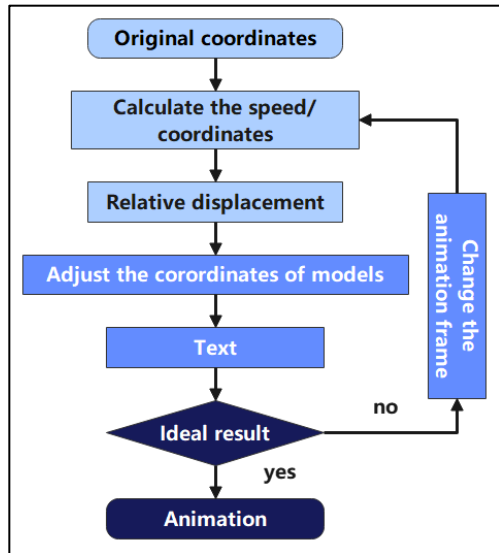 Original coordinates
Calculate the speed/
coordinates
Relative displacement
Adjust the corordinates of models
Text
Ideal result
no
yes
Animation
Change the
animation frame